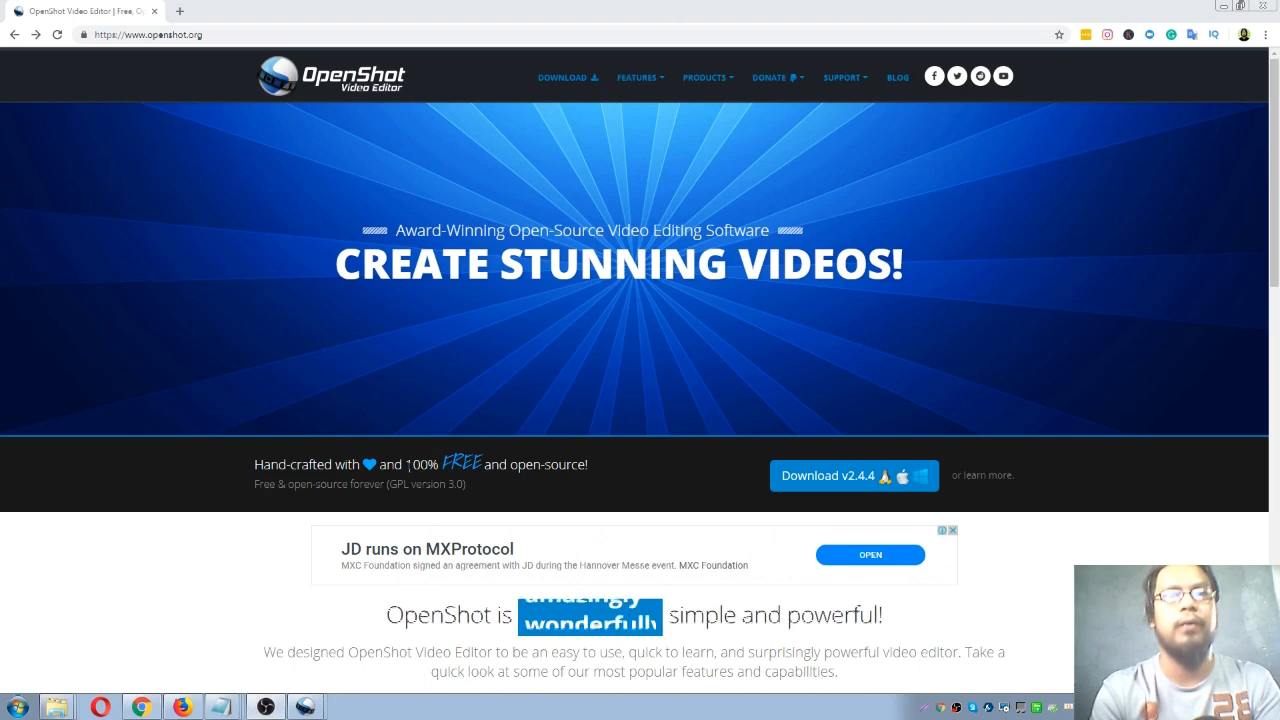 OpenShot Video Editor | Free, Op
https://www.openshot.org
IQ
OpenShot
Video Editor
DOWNLOAD
FEATURES
PRODUCTS
DONATE
SUPPORT
BLOG
Award-Winning Open-Source Video Editing Software
CREATE STUNNING VIDEOS!
Hand-crafted with and 100% FREE and open-source!
Free & open-source forever (GPL version 3.0)
Download v2.4.4
or learn more.
JD runs on MXProtocol
MXC Foundation signed an agreement with JD during the Hannover Messe event. MXC Foundation
OPEN
amazingly
OpenShot is wonderfully simple and powerful!
We designed OpenShot Video Editor to be an easy to use, quick to learn, and surprisingly powerful video editor. Take a
quick look at some of our most popular features and capabilities.
28